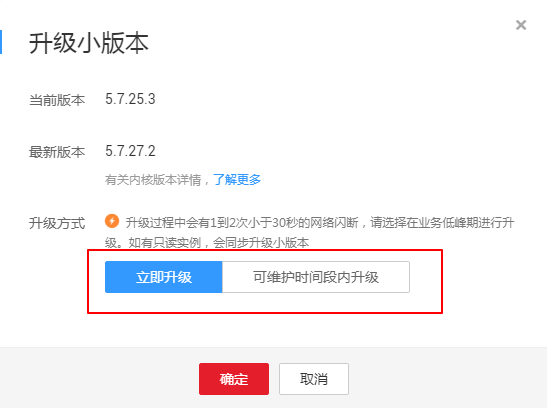 升级小版本
当前版本 5.7.25.3
最新版本 5.7.27.2
有关内核版本详情，了解更多
升级方式 升级过程中会有1到2次小于30秒的网络闪断，请选择在业务低峰期进行升
级。如有只读实例，会同步升级小版本
立即升级 可维护时间段内升级
确定 取消